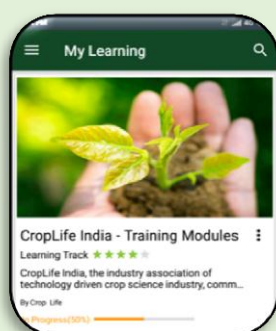 My Learning
CropLife India - Training Modules
Learning Track
CropLife India, the industry association of
technology driven crop science industry, comm...
By Crop Life
In Progress(50%)